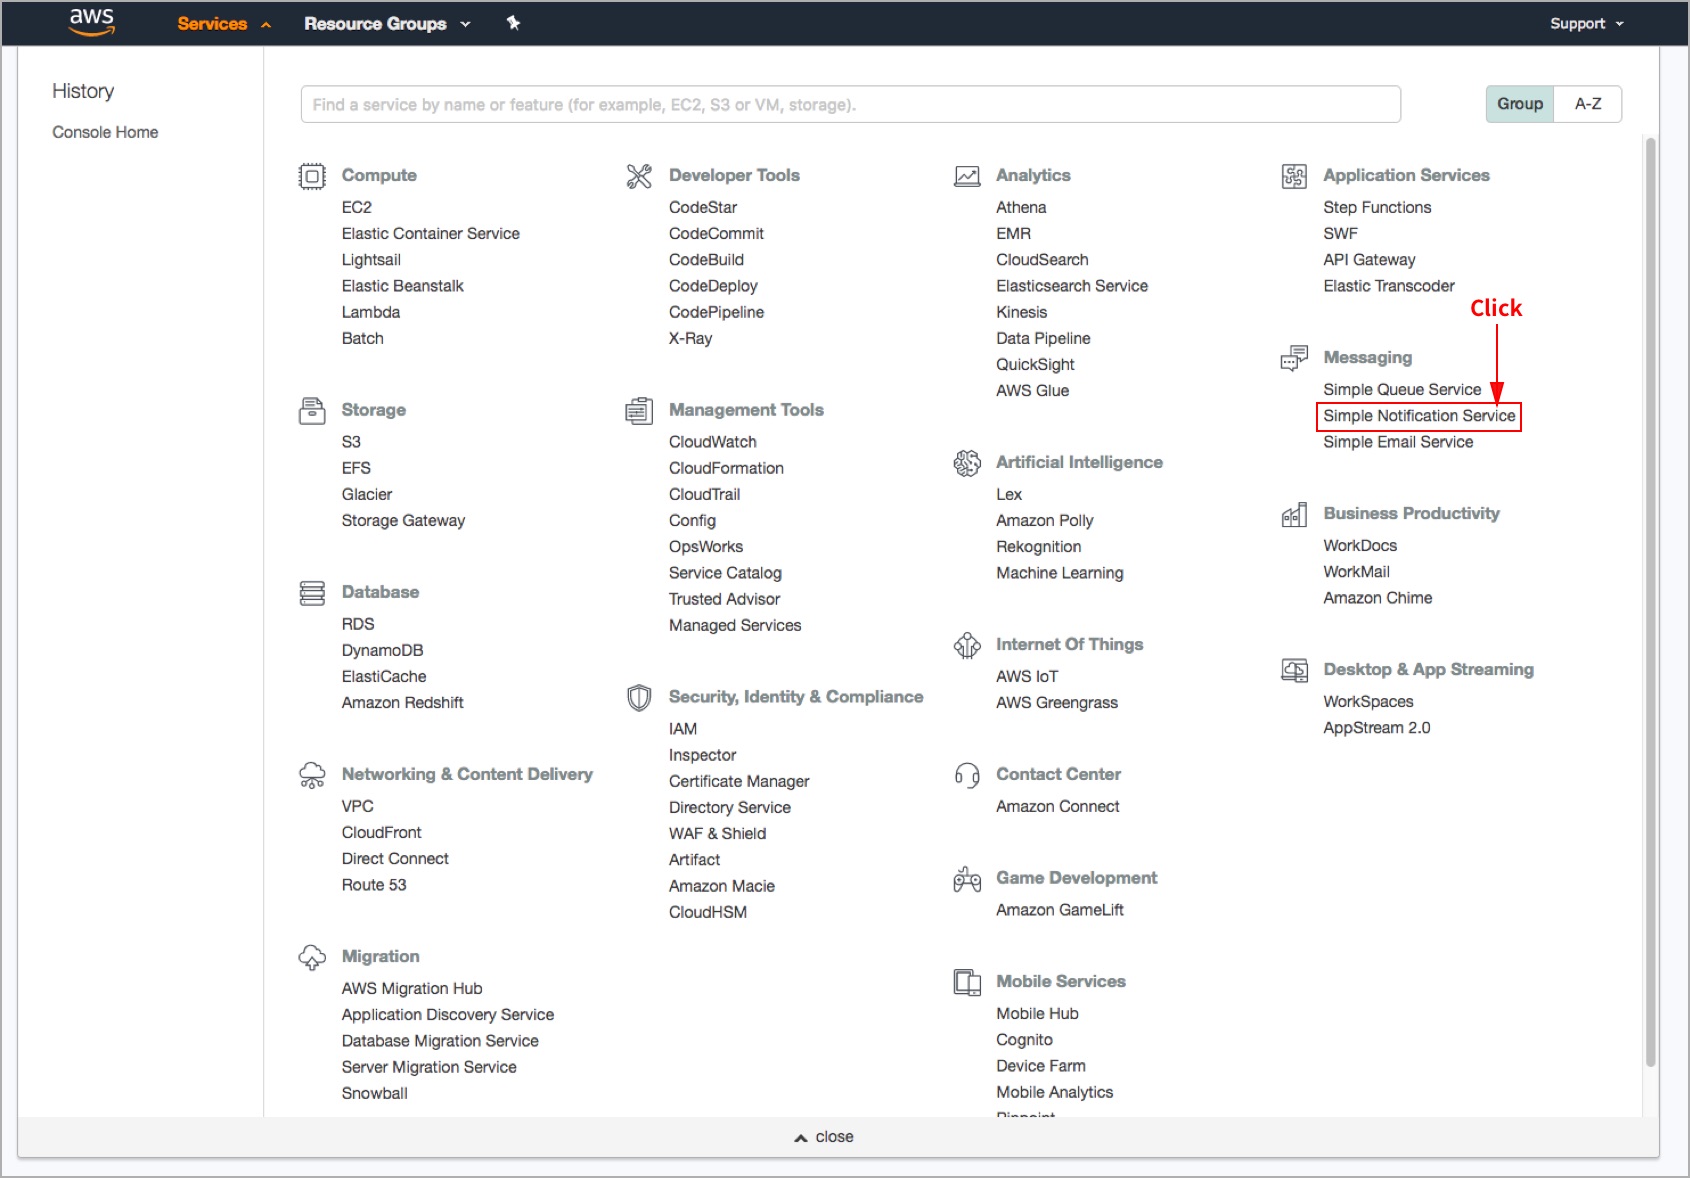 aws
Services
Resource Groups
Support
History
Console Home
Find a service by name or feature (for example, EC2, S3 or VM, storage).
Group
A-Z
Compute
EC2
Elastic Container Service
Lightsail
Elastic Beanstalk
Lambda
Batch
Storage
S3
EFS
Glacier
Storage Gateway
Database
RDS
DynamoDB
ElastiCache
Amazon Redshift
Networking & Content Delivery
VPC
CloudFront
Direct Connect
Route 53
Migration
AWS Migration Hub
Application Discovery Service
Database Migration Service
Server Migration Service
Snowball
Developer Tools
CodeStar
CodeCommit
CodeBuild
CodeDeploy
CodePipeline
X-Ray
Management Tools
CloudWatch
CloudFormation
CloudTrail
Config
OpsWorks
Service Catalog
Trusted Advisor
Managed Services
Security, Identity & Compliance
IAM
Inspector
Certificate Manager
Directory Service
WAF & Shield
Artifact
Amazon Macie
CloudHSM
Analytics
Athena
EMR
CloudSearch
Elasticsearch Service
Kinesis
Data Pipeline
QuickSight
AWS Glue
Artificial Intelligence
Lex
Amazon Polly
Rekognition
Machine Learning
Internet Of Things
AWS IoT
AWS Greengrass
Contact Center
Amazon Connect
Game Development
Amazon GameLift
Mobile Services
Mobile Hub
Cognito
Device Farm
Mobile Analytics
Pinpoint
Application Services
Step Functions
SWF
API Gateway
Elastic Transcoder
Click
Messaging
Simple Queue Service
Simple Notification Service
Simple Email Service
Business Productivity
WorkDocs
WorkMail
Amazon Chime
Desktop & App Streaming
WorkSpaces
AppStream 2.0
close